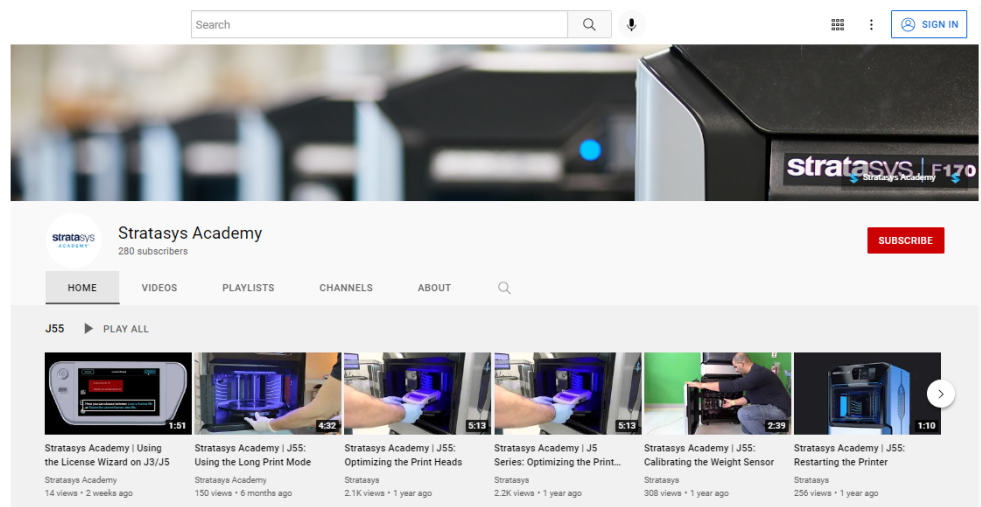 Search
SIGN IN
stratasys F170
Stratasys Academy
stratasys
ACADEMY
Stratasys Academy
280 subscribers
SUBSCRIBE
HOME VIDEOS PLAYLISTS CHANNELS ABOUT
J55 PLAY ALL
1:51 4:32 5:13 5:13 2:39 1:10
Stratasys Academy | Using Stratasys Academy | J55: Stratasys Academy | J55: Stratasys Academy | J5 Stratasys Academy | J55: Stratasys Academy | J55:
the License Wizard on J3/J5 Using the Long Print Mode Optimizing the Print Heads Series: Optimizing the Print... Calibrating the Weight Sensor Restarting the Printer
Stratasys Academy Stratasys Academy Stratasys Stratasys Stratasys Stratasys
14 views • 2 weeks ago 150 views • 6 months ago 2.1K views • 1 year ago 2.2K views • 1 year ago 308 views • 1 year ago 256 views • 1 year ago